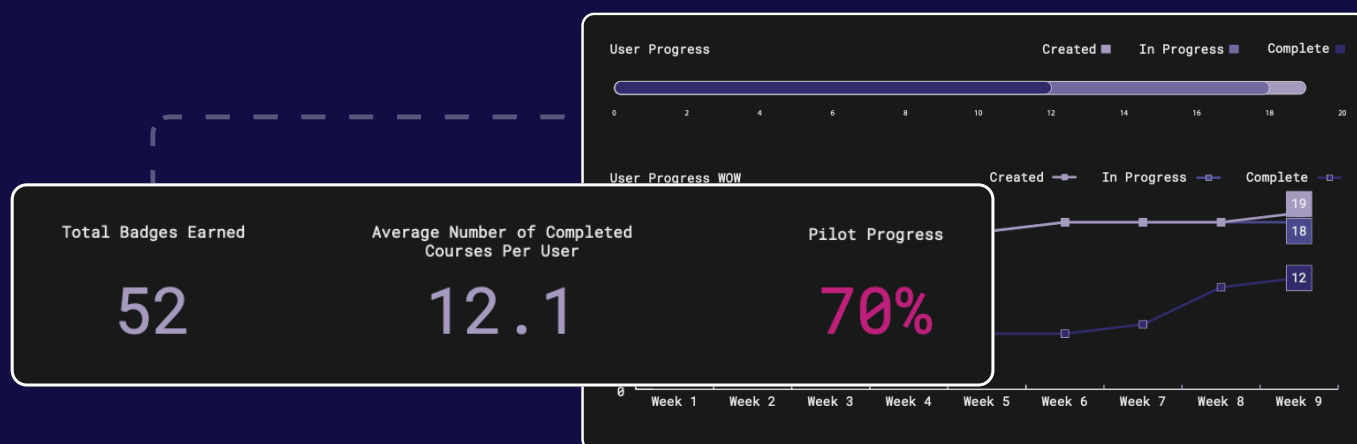 User Progress
Created In Progress Complete
0 2 4 6 8 10 12 14 16 18 20
User Progress WOW
Created In Progress Complete
19
18
12
Total Badges Earned
52
Average Number of Completed
Courses Per User
12.1
Pilot Progress
70%
0
Week 1 Week 2 Week 3 Week 4 Week 5 Week 6 Week 7 Week 8 Week 9